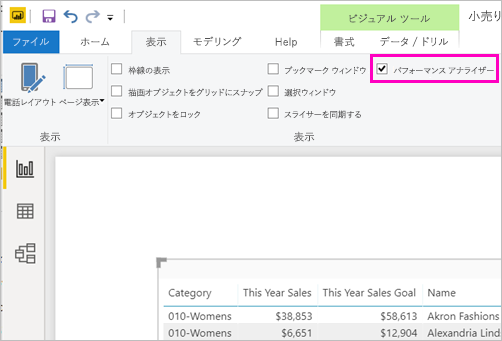 ビジュアル ツール
小売り
ファイル ホーム 表示 モデリング Help 書式 データ / ドリル
枠線の表示
描画オブジェクトをグリッドにスナップ
オブジェクトをロック
ブックマーク ウィンドウ
選択ウィンドウ
スライサーを同期する
パフォーマンス アナライザー
電話レイアウト ページ表示
表示 表示
Category This Year Sales This Year Sales Goal Name
010-Womens $38,853 $58,613 Akron Fashions
010-Womens $6,651 $12,904 Alexandria Lind